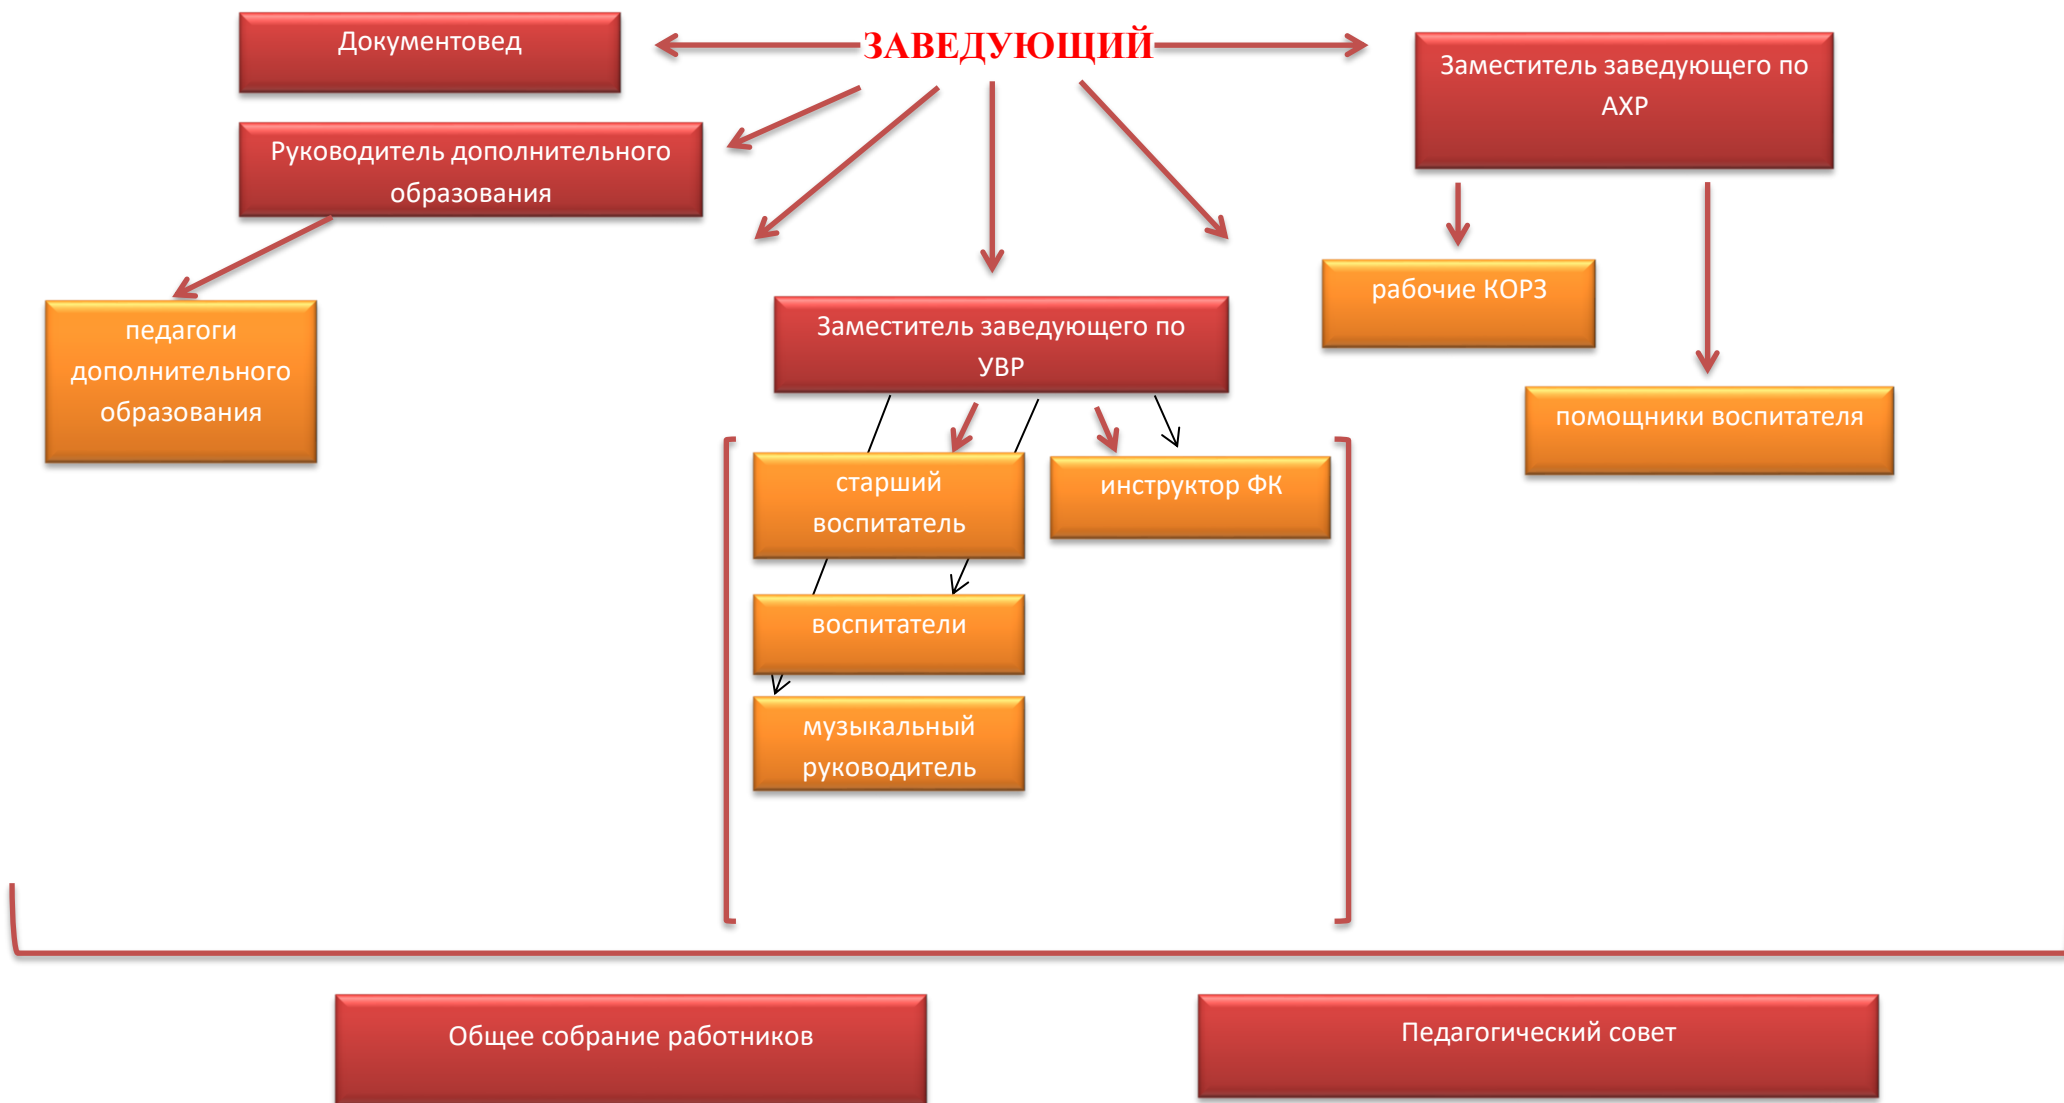 Документовед
ЗАВЕДУЮЩИЙ
Заместитель заведующего по
АХР
Руководитель дополнительного
образования
рабочие КОРЗ
педагоги
дополнительного
образования
Заместитель заведующего по
УВР
помощники воспитателя
старший
воспитатель
инструктор ФК
воспитатели
музыкальный
руководитель
Общее собрание работников
Педагогический совет